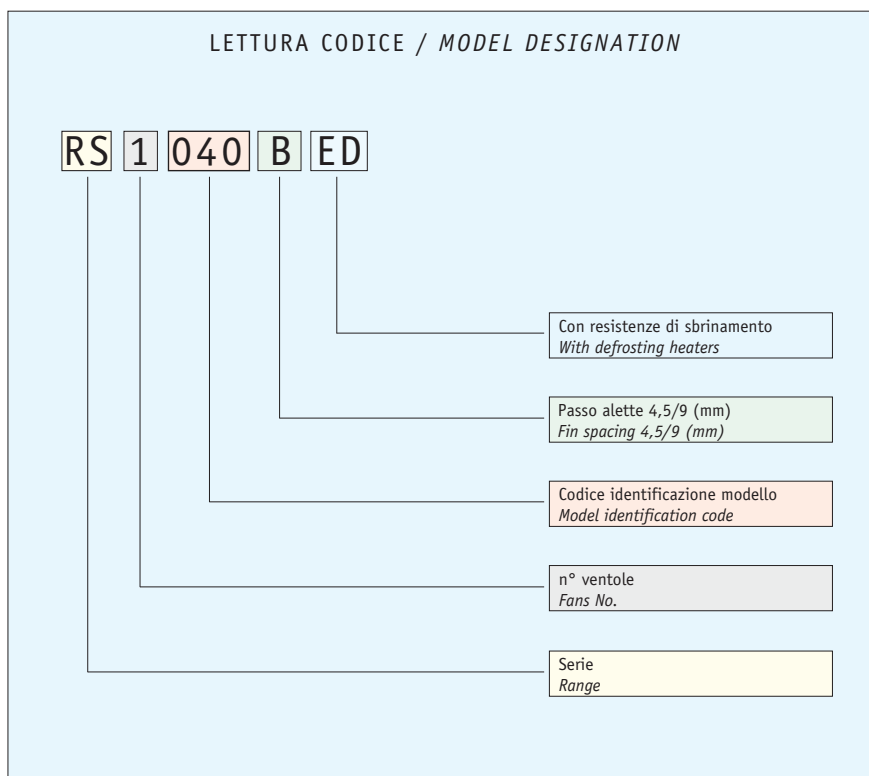 LETTURA CODICE / MODEL DESIGNATION
RS 1 040 B ED
Con resistenze di sbrinamento
With defrosting heaters
Passo alette 4,5/9 (mm)
Fin spacing 4,5/9 (mm)
Codice identificazione modello
Model identification code
n° ventole
Fans No.
Serie
Range